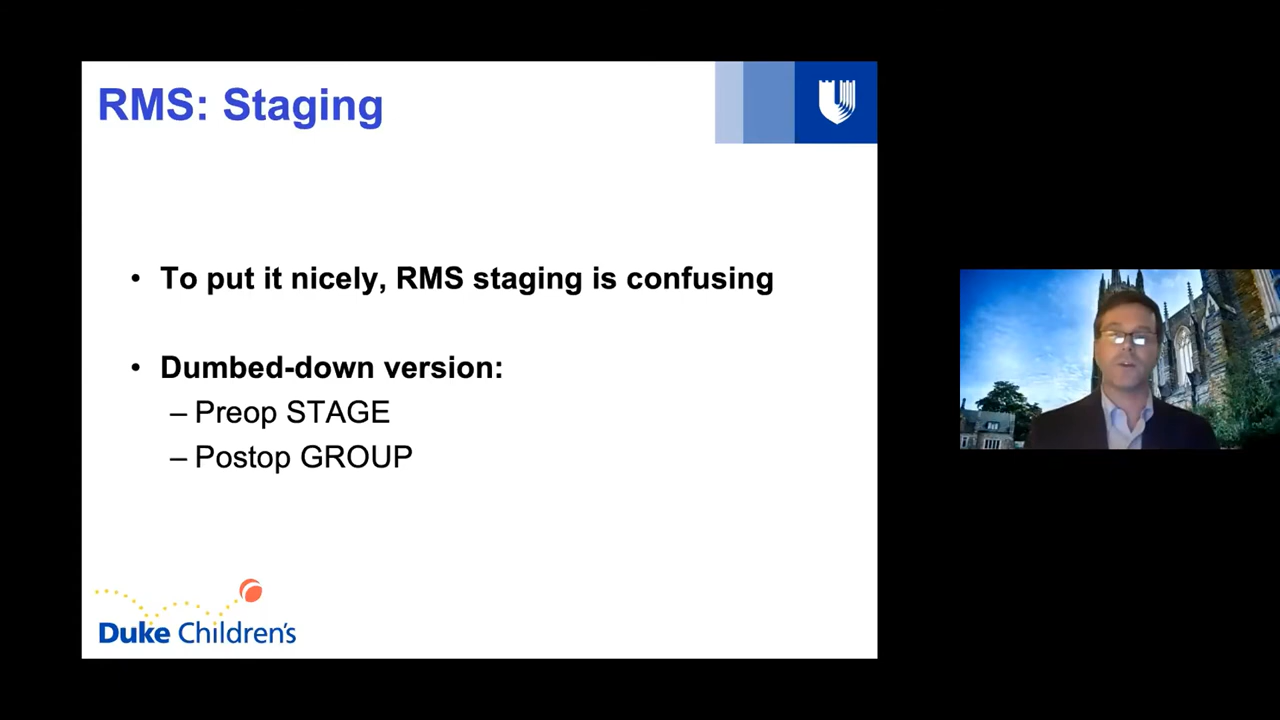 RMS: Staging
• To put it nicely, RMS staging is confusing
• Dumbed-down version:
– Preop STAGE
– Postop GROUP
Duke Children's